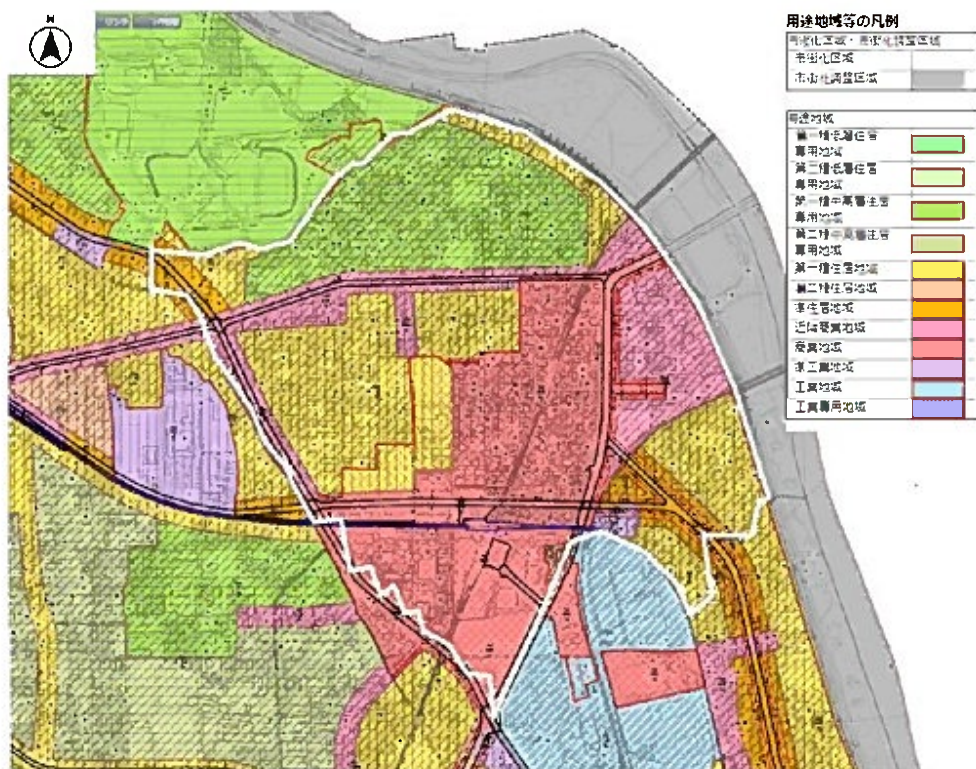 N
用途地域等の凡例
市街化区域・市街化調整区域
市街化区域
市街化調整区域
用途地域
第一種低層住居
専用地域
第二種低層住居
専用地域
第一種中高層住居
専用地域
第二種中高層住居
専用地域
第一種住居地域
第二種住居地域
準住居地域
近隣商業地域
商業地域
準工業地域
工業地域
工業専用地域